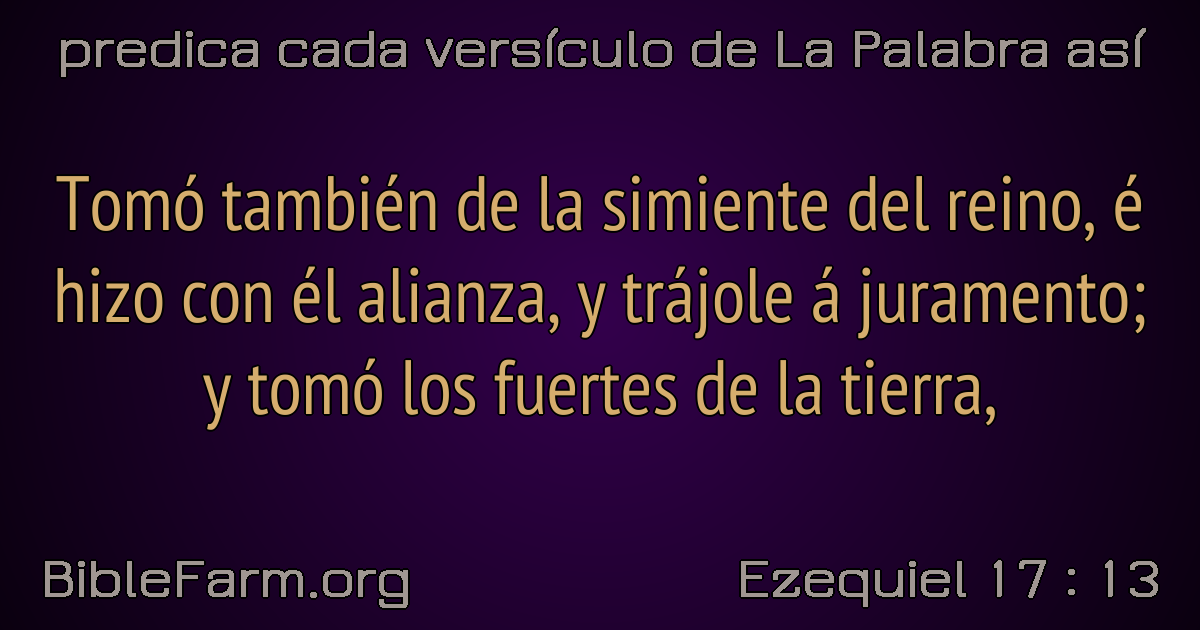 predica cada versículo de La Palabra así
Tomó también de la simiente del reino, é
hizo con él alianza, y trájole á juramento;
y tomó los fuertes de la tierra,
BibleFarm.org
Ezequiel 17 : 13